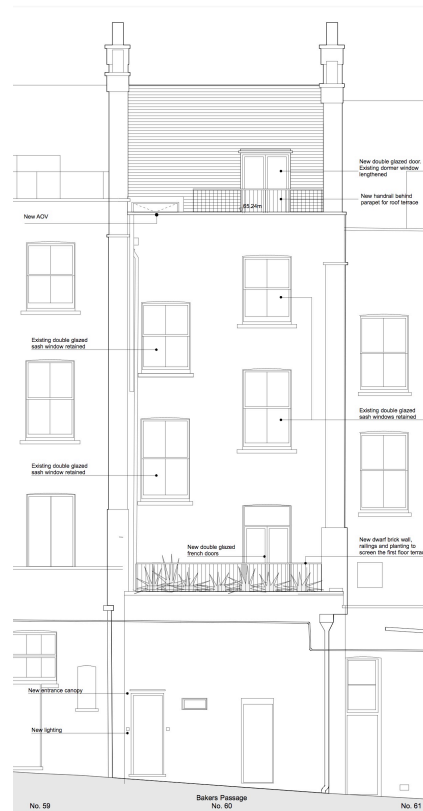 New double glazed door.
Existing dormer window
lengthened
New handrail behind
parapet for roof terrace
65.24m
New AOV
Existing double glazed
sash window retained
Existing double glazed
sash windows retained
Existing double glazed
sash window retained
New double glazed
french doors
New dwarf brick wall,
railings and planting to
screen the first floor terrac
New entrance canopy
New lighting
Bakers Passage
No. 59
No. 60
No. 61